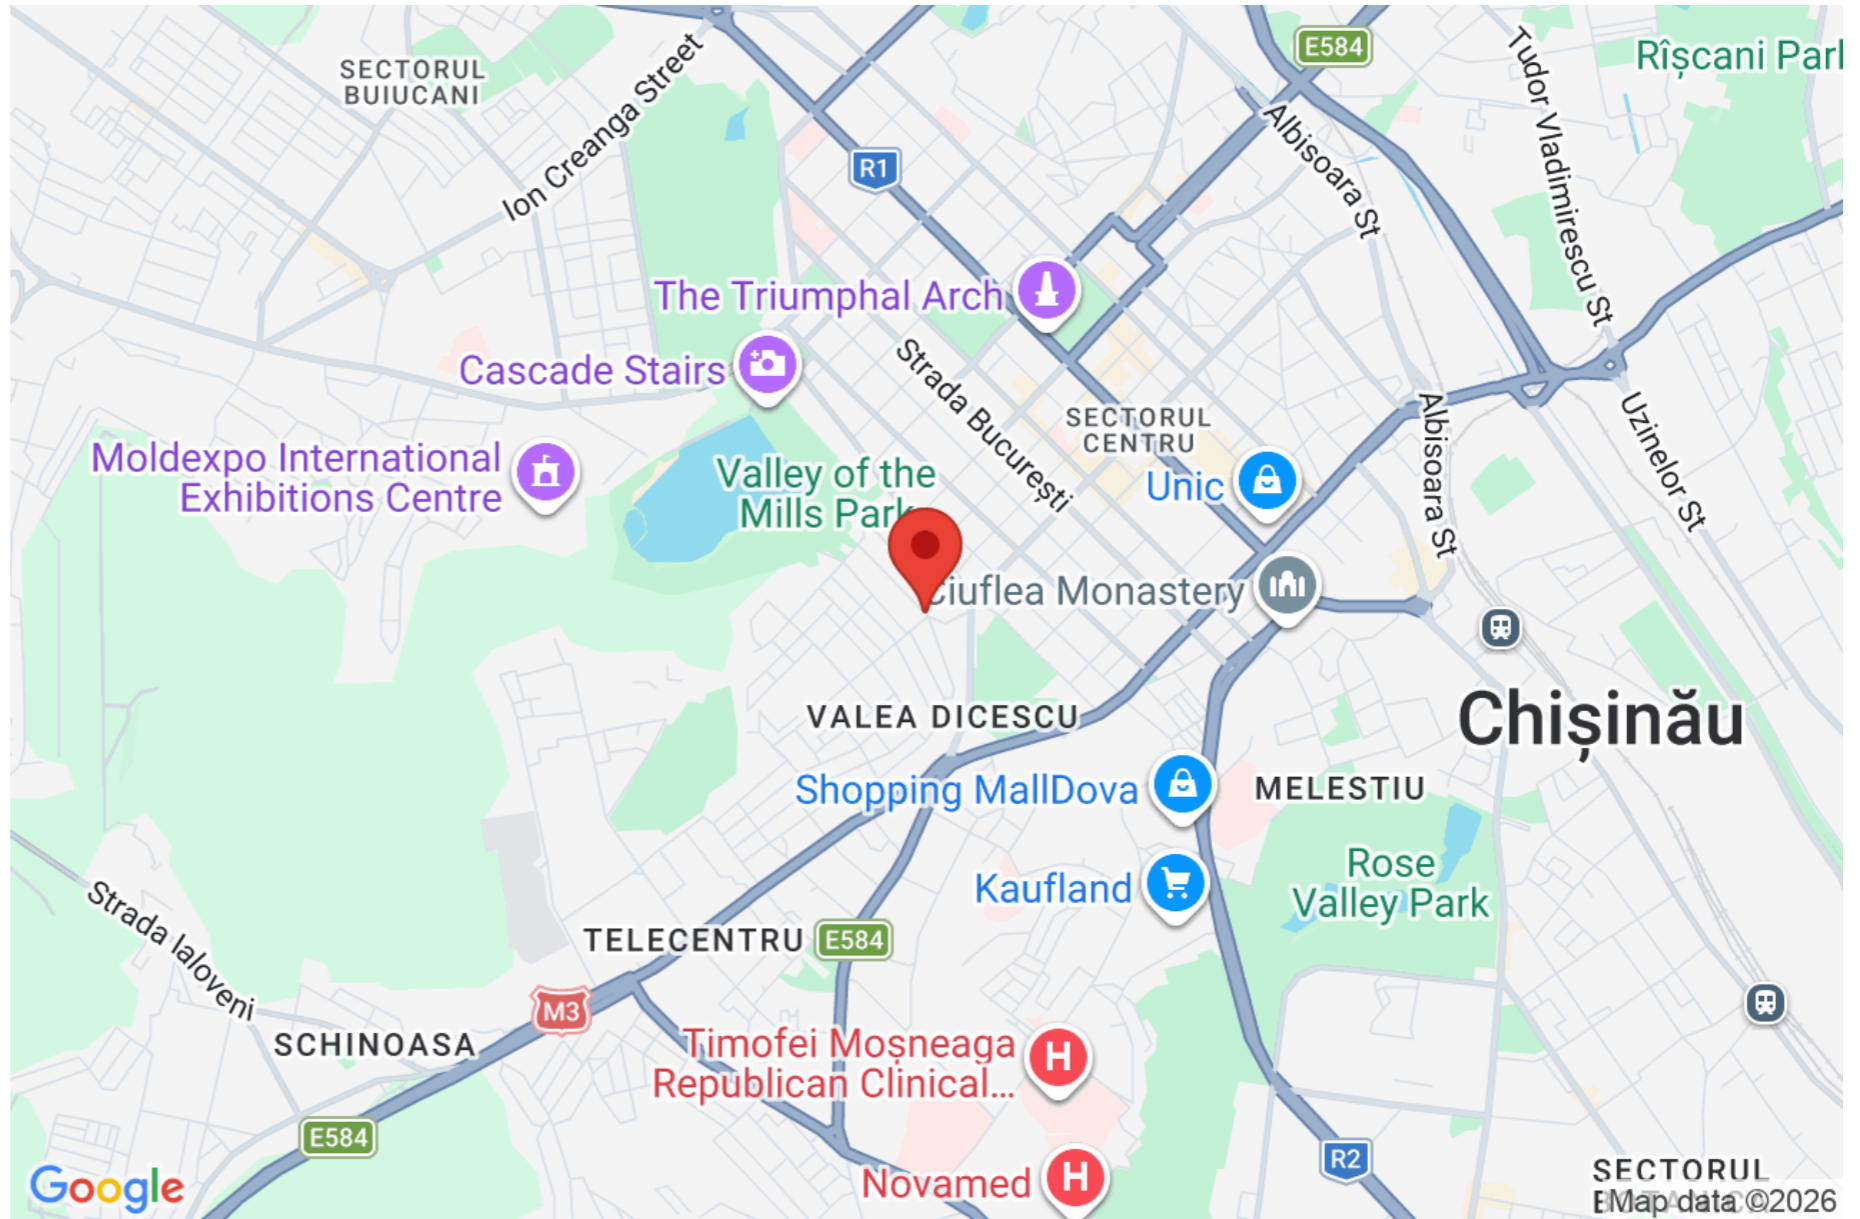 SECTORUL
BUIUCANI
Ion Creanga Street
E584
Tudor Vladimirescu St
Rîșcani Park
Albisoara St
R1
The Triumphal Arch
Cascade Stairs
Strada București
SECTORUL
CENTRU
Albisoara St
Uzinelor St
Moldexpo International
Exhibitions Centre
Valley of the
Mills Park
Unic
Ciuflea Monastery
VALEA DICESCU
Chișinău
Shopping MallDova
MELESTIU
Kaufland
Rose
Valley Park
Strada Ialoveni
TELECENTRU
E584
M3
SCHINOASA
Timofei Moșneaga
Republican Clinical...
H
E584
Novamed
H
R2
SECTORUL
Google
Map data ©2026